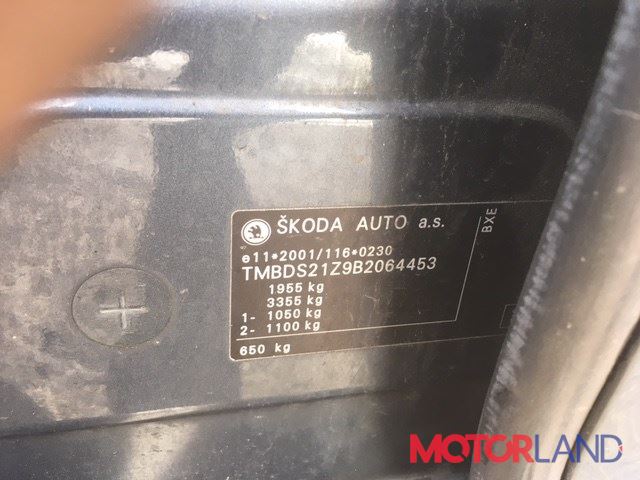 ŠKODA AUTO a.s.
BXE
e11*2001/116*0230
TMBDS21Z9B2064453
1955 kg
3355 kg
1- 1050 kg
2- 1100 kg
650 kg
MOTORLAND